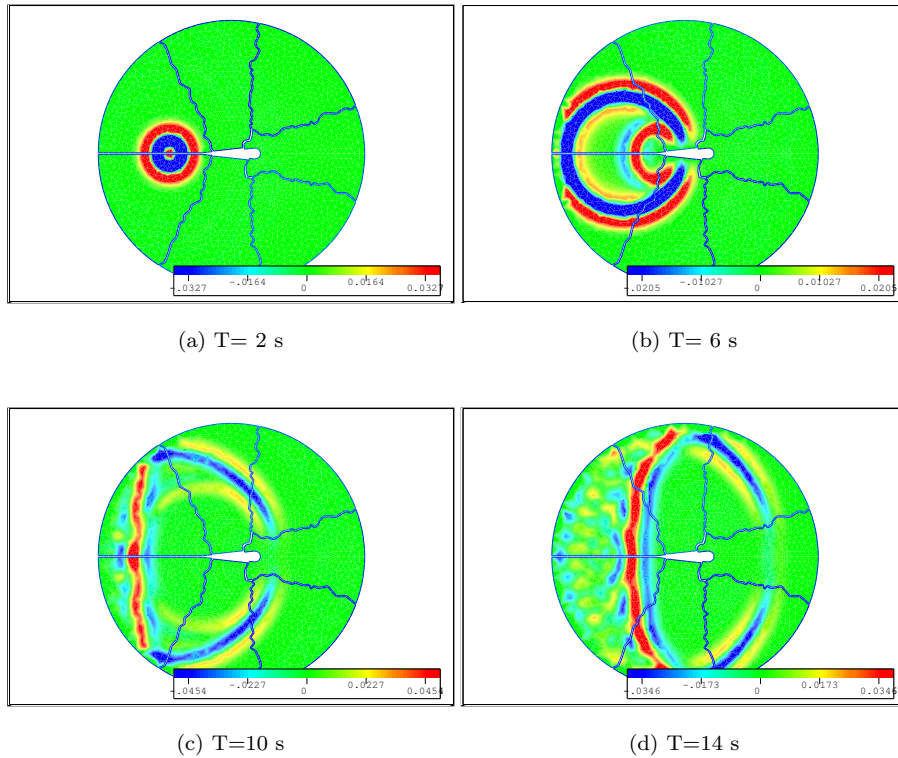 -.0327 -.0164 0 0.0164 0.0327
-.0205 -.01027 0 0.01027 0.0205
(a) T= 2 s
(b) T= 6 s
-.0454 -.0227 0 0.0227 0.0454
-.0346 -.0173 0 0.0173 0.0346
(c) T=10 s
(d) T=14 s